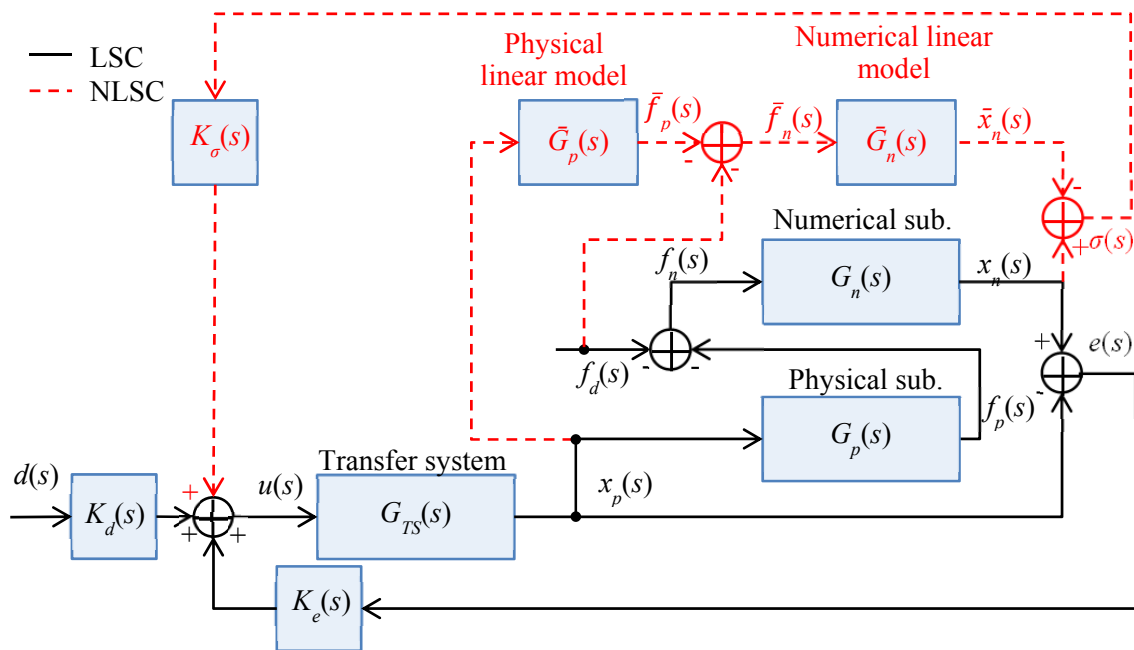 LSC
NLSC
Physical
linear model
Numerical linear
model
K_σ(s)
Ḡ_p(s)
f̄_p(s)
f̄_n(s)
Ḡ_n(s)
x̄_n(s)
-
-
-
+
σ(s)
Numerical sub.
f_n(s)
G_n(s)
x_n(s)
+
e(s)
-
-
f_d(s)
Physical sub.
G_p(s)
f_p(s)
-
d(s)
K_d(s)
+
+
+
u(s)
Transfer system
G_TS(s)
x_p(s)
K_e(s)